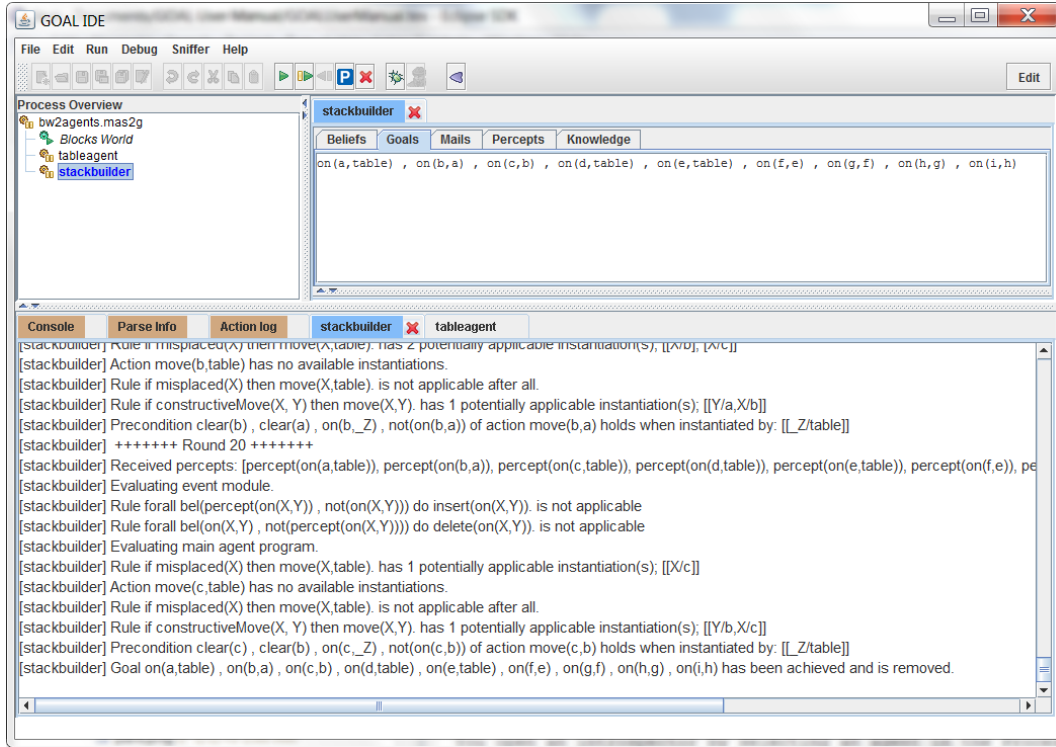 GOAL IDE
File Edit Run Debug Sniffer Help
Edit
Process Overview
bw2agents.mas2g
Blocks World
tableagent
stackbuilder
stackbuilder
Beliefs Goals Mails Percepts Knowledge
on(a,table) , on(b,a) , on(c,b) , on(d,table) , on(e,table) , on(f,e) , on(g,f) , on(h,g) , on(i,h)
Console Parse Info Action log stackbuilder tableagent
[stackbuilder] Rule if misplaced(X) then move(X,table). has 2 potentially applicable instantiation(s); [[X/b], [X/c]]
[stackbuilder] Action move(b,table) has no available instantiations.
[stackbuilder] Rule if misplaced(X) then move(X,table). is not applicable after all.
[stackbuilder] Rule if constructiveMove(X, Y) then move(X,Y). has 1 potentially applicable instantiation(s); [[Y/a,X/b]]
[stackbuilder] Precondition clear(b) , clear(a) , on(b,_Z) , not(on(b,a)) of action move(b,a) holds when instantiated by: [[_Z/table]]
[stackbuilder] +++++++ Round 20 +++++++
[stackbuilder] Received percepts: [percept(on(a,table)), percept(on(b,a)), percept(on(c,table)), percept(on(d,table)), percept(on(e,table)), percept(on(f,e)), pe
[stackbuilder] Evaluating event module.
[stackbuilder] Rule forall bel(percept(on(X,Y)) , not(on(X,Y))) do insert(on(X,Y)). is not applicable
[stackbuilder] Rule forall bel(on(X,Y) , not(percept(on(X,Y)))) do delete(on(X,Y)). is not applicable
[stackbuilder] Evaluating main agent program.
[stackbuilder] Rule if misplaced(X) then move(X,table). has 1 potentially applicable instantiation(s); [[X/c]]
[stackbuilder] Action move(c,table) has no available instantiations.
[stackbuilder] Rule if misplaced(X) then move(X,table). is not applicable after all.
[stackbuilder] Rule if constructiveMove(X, Y) then move(X,Y). has 1 potentially applicable instantiation(s); [[Y/b,X/c]]
[stackbuilder] Precondition clear(c) , clear(b) , on(c,_Z) , not(on(c,b)) of action move(c,b) holds when instantiated by: [[_Z/table]]
[stackbuilder] Goal on(a,table) , on(b,a) , on(c,b) , on(d,table) , on(e,table) , on(f,e) , on(g,f) , on(h,g) , on(i,h) has been achieved and is removed.